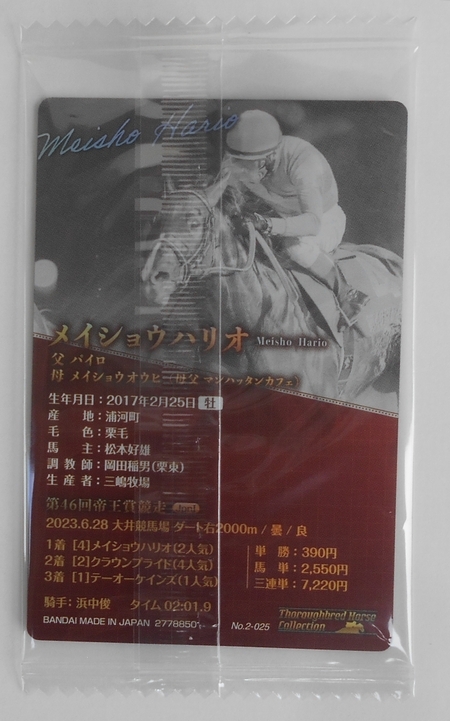 Meisho Hario
メイショウハリオ Meisho Hario
父 パイロ
母 メイショウオウヒ（母父 マンハッタンカフェ）
生年月日：2017年2月25日 牡
産地：浦河町
毛色：栗毛
馬主：松本好雄
調教師：岡田稲男(栗東)
生産者：三嶋牧場
第46回帝王賞競走 JpnI
2023.6.28 大井競馬場 ダート右2000m / 曇 / 良
1着 [4]メイショウハリオ(2人気)
2着 [2]クラウンプライド(4人気)
3着 [1]テーオーケインズ(1人気)
単勝：390円
馬単：2,550円
三連単：7,220円
騎手：浜中俊 タイム 02:01.9
BANDAI MADE IN JAPAN 2778850
No.2-025
Thoroughbred Horse
Collection